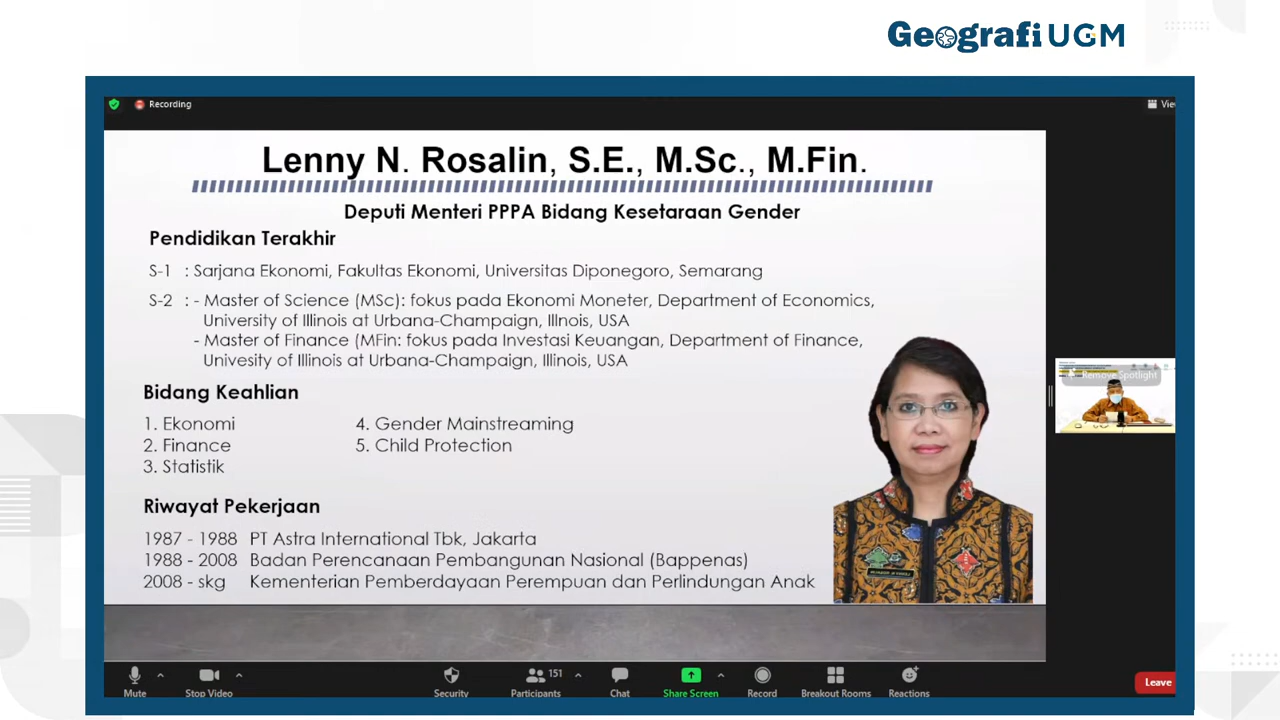 Geografi UGM
Recording
Vie
Lenny N. Rosalin, S.E., M.Sc., M.Fin.
Deputi Menteri PPPA Bidang Kesetaraan Gender
Pendidikan Terakhir
S-1 : Sarjana Ekonomi, Fakultas Ekonomi, Universitas Diponegoro, Semarang
S-2 : - Master of Science (MSc): fokus pada Ekonomi Moneter, Department of Economics,
University of Illinois at Urbana-Champaign, Illnois, USA
- Master of Finance (MFin: fokus pada Investasi Keuangan, Department of Finance,
Univesity of Illinois at Urbana-Champaign, Illinois, USA
Remove Spotlight
Bidang Keahlian
1. Ekonomi
2. Finance
3. Statistik
4. Gender Mainstreaming
5. Child Protection
Riwayat Pekerjaan
1987 - 1988 PT Astra International Tbk, Jakarta
1988 - 2008 Badan Perencanaan Pembangunan Nasional (Bappenas)
2008 - skg Kementerian Pemberdayaan Perempuan dan Perlindungan Anak
Mute
Stop Video
Security
151
Participants
Chat
Share Screen
Record
Breakout Rooms
Reactions
Leave